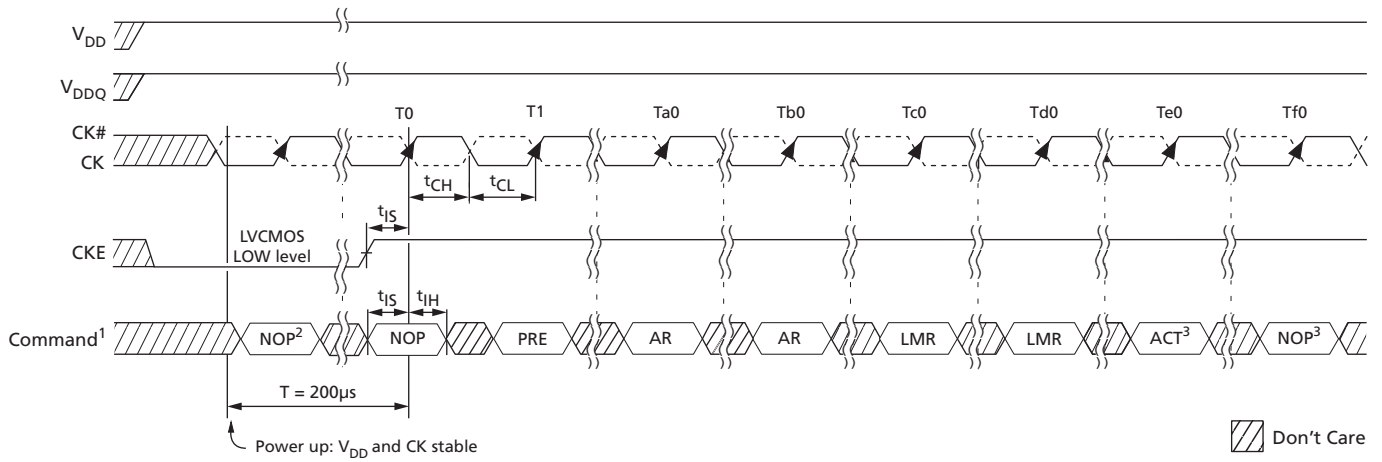 VDD
VDDQ
T0 T1 Ta0 Tb0 Tc0 Td0 Te0 Tf0
CK#
CK
tCH tCL
tIS
CKE LVCMOS
LOW level
tIS tIH
Command1 NOP2 NOP PRE AR AR LMR LMR ACT3 NOP3
T = 200µs
Power up: VDD and CK stable
Don't Care